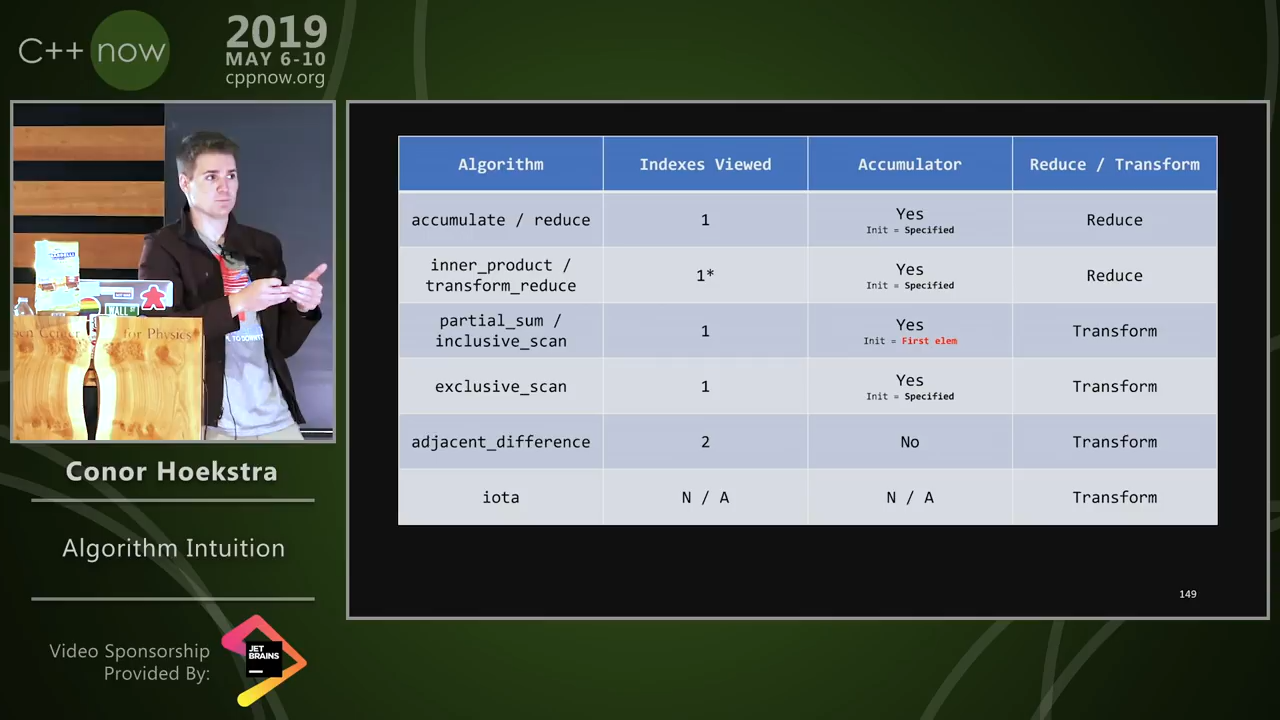 C++ now
2019
MAY 6-10
cppnow.org
Algorithm Indexes Viewed Accumulator Reduce / Transform
accumulate / reduce 1 Yes Reduce
Init = Specified
inner_product / transform_reduce 1* Yes Reduce
Init = Specified
partial_sum / inclusive_scan 1 Yes Transform
Init = First elem
exclusive_scan 1 Yes Transform
Init = Specified
adjacent_difference 2 No Transform
iota N / A N / A Transform
149
for Physics
Conor Hoekstra
Algorithm Intuition
Video Sponsorship
Provided By:
JET
BRAINS